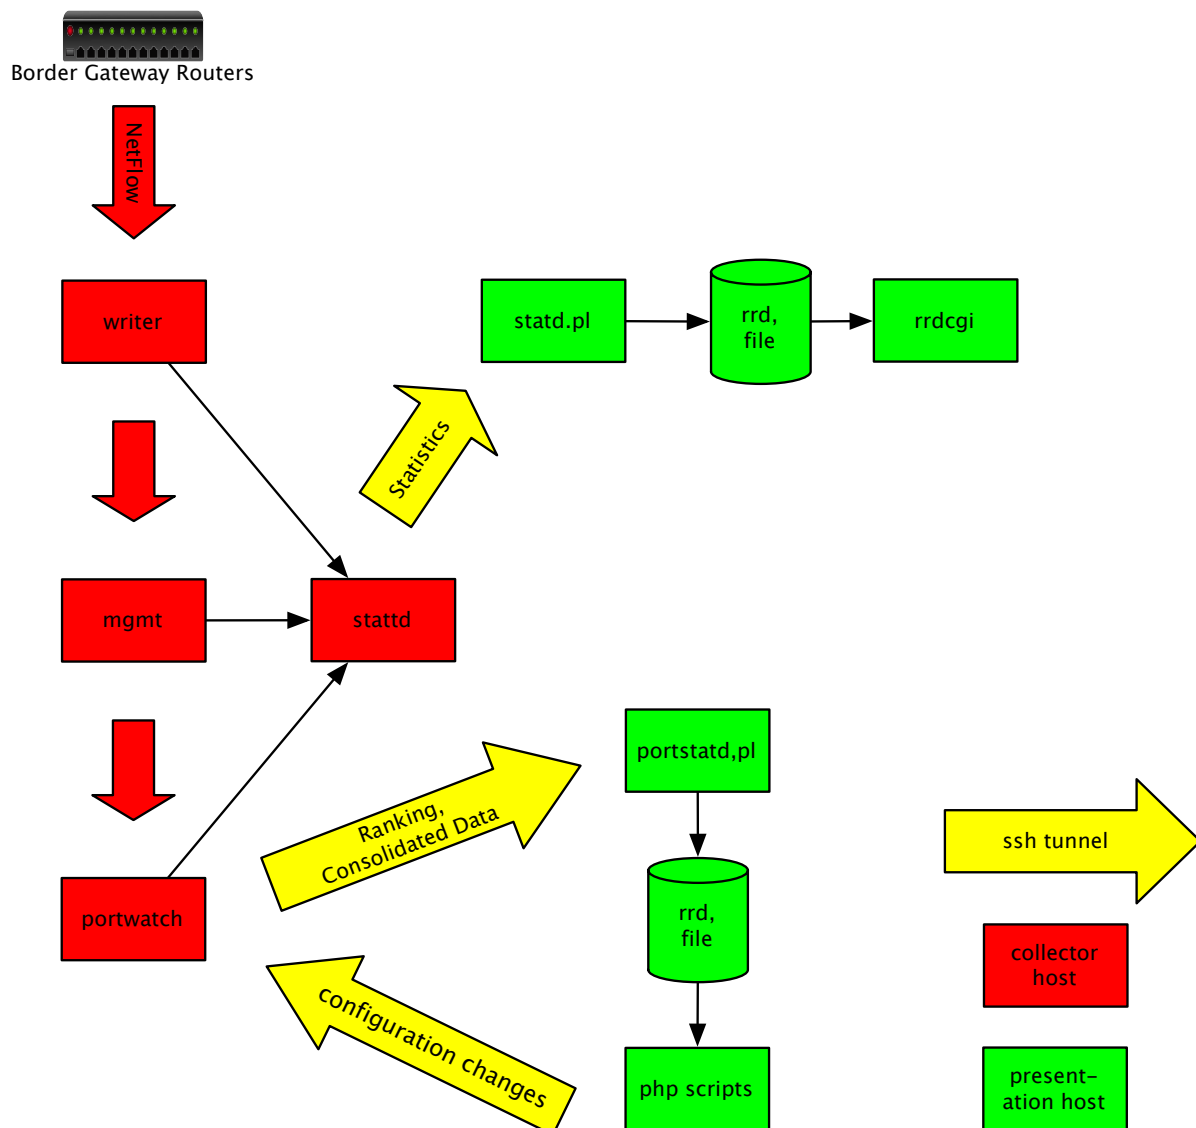 Border Gateway Routers
NetFlow
writer
statd.pl
rrd,
file
rrdcgi
Statistics
mgmt
stattd
portstatd,pl
Ranking,
Consolidated Data
ssh tunnel
portwatch
rrd,
file
collector
host
configuration changes
php scripts
present-
ation host